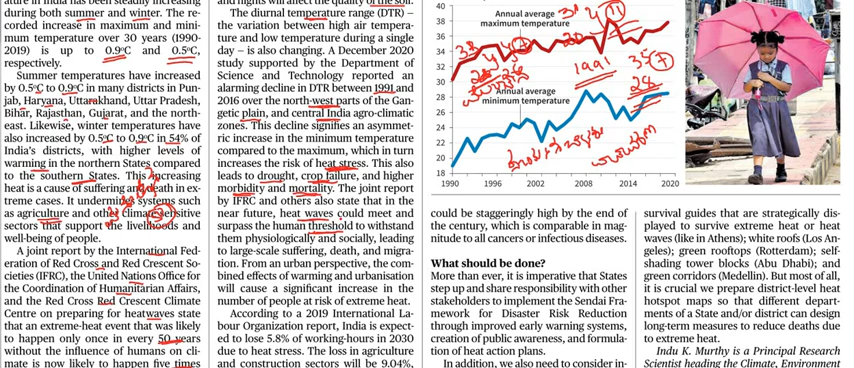 ature in India has been steadily increasing
during both summer and winter. The re-
corded increase in maximum and mini-
mum temperature over 30 years (1990-
2019) is up to 0.9°C and 0.5°C,
respectively.
Summer temperatures have increased
by 0.5°C to 0.9°C in many districts in Pun-
jab, Haryana, Uttarakhand, Uttar Pradesh,
Bihar, Rajasthan, Gujarat, and the north-
east. Likewise, winter temperatures have
also increased by 0.5°C to 0.9°C in 54% of
India's districts, with higher levels of
warming in the northern States compared
to the Southern States. This increasing
heat is a cause of suffering and death in ex-
treme cases. It undermines systems such
as agriculture and other climate-sensitive
sectors that support the livelihoods and
well-being of people.
A joint report by the International Fed-
eration of Red Cross and Red Crescent So-
cieties (IFRC), the United Nations Office for
the Coordination of Humanitarian Affairs,
and the Red Cross Red Crescent Climate
Centre on preparing for heatwaves state
that an extreme-heat event that was likely
to happen only once in every 50 years
without the influence of humans on cli-
mate is now likely to happen five times
and rights will affect the quality of the soil.
The diurnal temperature range (DTR) –
the variation between high air tempera-
ture and low temperature during a single
day – is also changing. A December 2020
study supported by the Department of
Science and Technology reported an
alarming decline in DTR between 1991 and
2016 over the north-west parts of the Gan-
getic plain, and central India agro-climatic
zones. This decline signifies an asymmet-
ric increase in the minimum temperature
compared to the maximum, which in turn
increases the risk of heat stress. This also
leads to drought, crop failure, and higher
morbidity and mortality. The joint report
by IFRC and others also state that in the
near future, heat waves could meet and
surpass the human threshold to withstand
them physiologically and socially, leading
to large-scale suffering, death, and migra-
tion. From an urban perspective, the com-
bined effects of warming and urbanisation
will cause a significant increase in the
number of people at risk of extreme heat.
According to a 2019 International La-
bour Organization report, India is expect-
ed to lose 5.8% of working-hours in 2030
due to heat stress. The loss in agriculture
and construction sectors will be 9.04%,
40
38
36
34
32
30
28
26
24
22
20
18
Annual average
maximum temperature
1991
Annual average
minimum temperature
1990
1996
2002
2008
2014
2020
could be staggeringly high by the end of
the century, which is comparable in mag-
nitude to all cancers or infectious diseases.
What should be done?
More than ever, it is imperative that States
step up and share responsibility with other
stakeholders to implement the Sendai Fra-
mework for Disaster Risk Reduction
through improved early warning systems,
creation of public awareness, and formula-
tion of heat action plans.
In addition, we also need to consider in-
survival guides that are strategically dis-
played to survive extreme heat or heat
waves (like in Athens); white roofs (Los An-
geles); green rooftops (Rotterdam); self-
shading tower blocks (Abu Dhabi); and
green corridors (Medellin). But most of all,
it is crucial we prepare district-level heat
hotspot maps so that different depart-
ments of a State and/or district can design
long-term measures to reduce deaths due
to extreme heat.
Indu K. Murthy is a Principal Research
Scientist heading the Climate, Environment